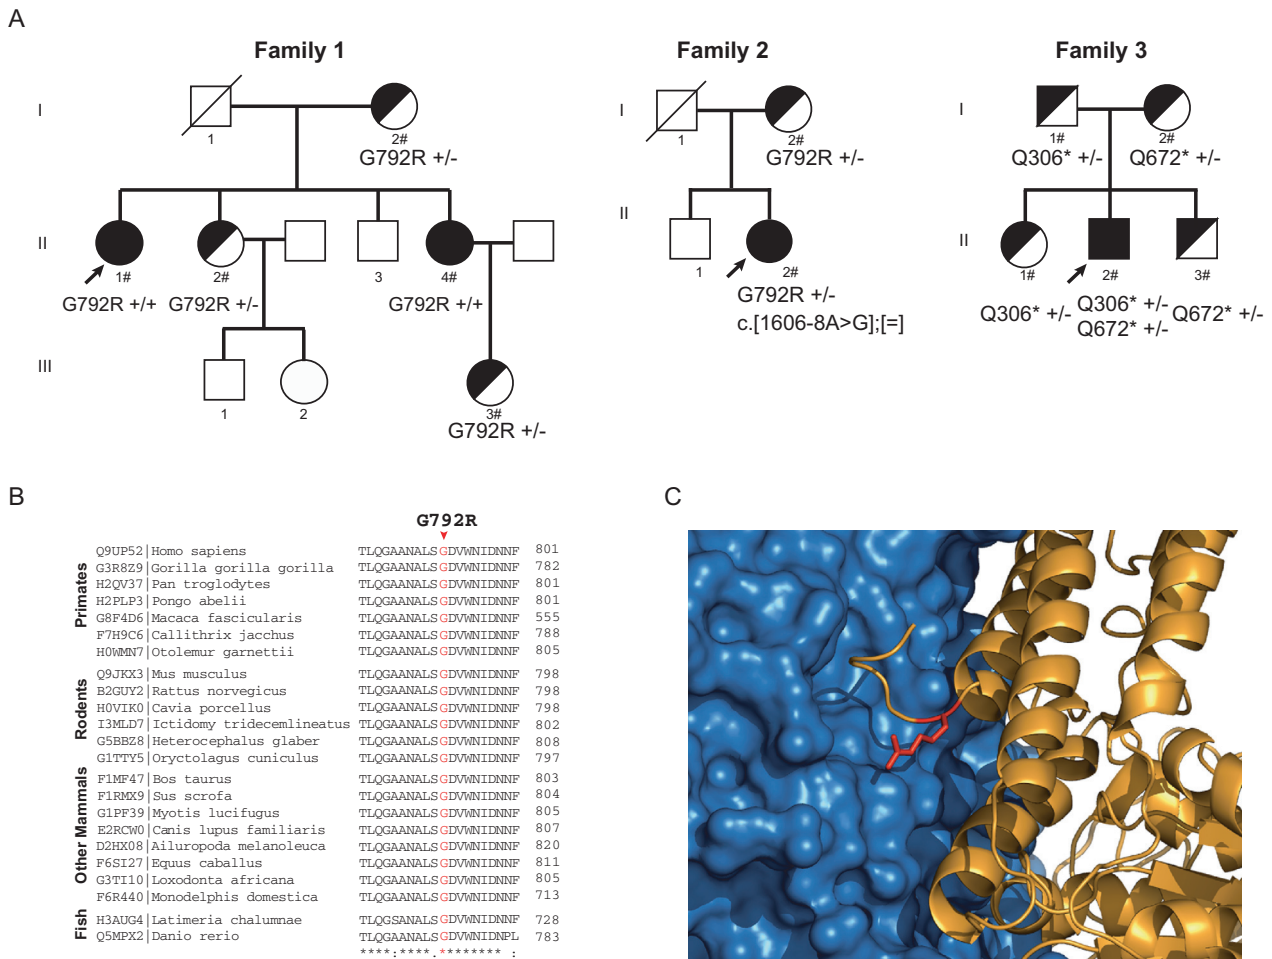 A
Family 1
Family 2
Family 3
I
1
2#
G792R +/-
II
1#
2#
3
4#
G792R +/+
G792R +/-
G792R +/+
III
1
2
3#
G792R +/-
I
1
2#
G792R +/-
II
1
2#
G792R +/-
c.[1606-8A>G];[=]
I
1#
2#
Q306* +/-
Q672* +/-
II
1#
2#
3#
Q306* +/-
Q306* +/-
Q672* +/-
Q672* +/-
B
G792R
Primates
Q9UP52|Homo sapiens TLQGAANALSGDVWNIDNNF 801
G3R8Z9|Gorilla gorilla gorilla TLQGAANALSGDVWNIDNNF 782
H2QV37|Pan troglodytes TLQGAANALSGDVWNIDNNF 801
H2PLP3|Pongo abelii TLQGAANALSGDVWNIDNNF 801
G8F4D6|Macaca fascicularis TLQGAANALSGDVWNIDNNF 555
F7H9C6|Callithrix jacchus TLQGAANALSGDVWNIDNNF 788
H0WMN7|Otolemur garnettii TLQGAANALSGDVWNIDNNF 805
Rodents
Q9JKX3|Mus musculus TLQGAANALSGDVWNIDNNF 798
B2GUY2|Rattus norvegicus TLQGAANALSGDVWNIDNNF 798
H0VIK0|Cavia porcellus TLQGAANALSGDVWNIDNNF 798
I3MLD7|Ictidomy tridecemlineatus TLQGAANALSGDVWNIDNNF 802
G5BBZ8|Heterocephalus glaber TLQGAANALSGDVWNIDNNF 808
G1TTY5|Oryctolagus cuniculus TLQGAANALSGDVWNIDNNF 797
Other Mammals
F1MF47|Bos taurus TLQGAANALSGDVWNIDNNF 803
F1RMX9|Sus scrofa TLQGAANALSGDVWNIDNNF 804
G1PF39|Myotis lucifugus TLQGAANALSGDVWNIDNNF 805
E2RCW0|Canis lupus familiaris TLQGAANALSGDVWNIDNNF 807
D2HX08|Ailuropoda melanoleuca TLQGAANALSGDVWNIDNNF 820
F6SI27|Equus caballus TLQGAANALSGDVWNIDNNF 811
G3TI10|Loxodonta africana TLQGAANALSGDVWNIDNNF 805
F6R440|Monodelphis domestica TLQGAANALSGDVWNIDNNF 713
Fish
H3AUG4|Latimeria chalumnae TLQGSANALSGDVWNIDNNF 728
Q5MPX2|Danio rerio TLQGAANALSGDVWNIDNPL 783
****:****.******** :
C